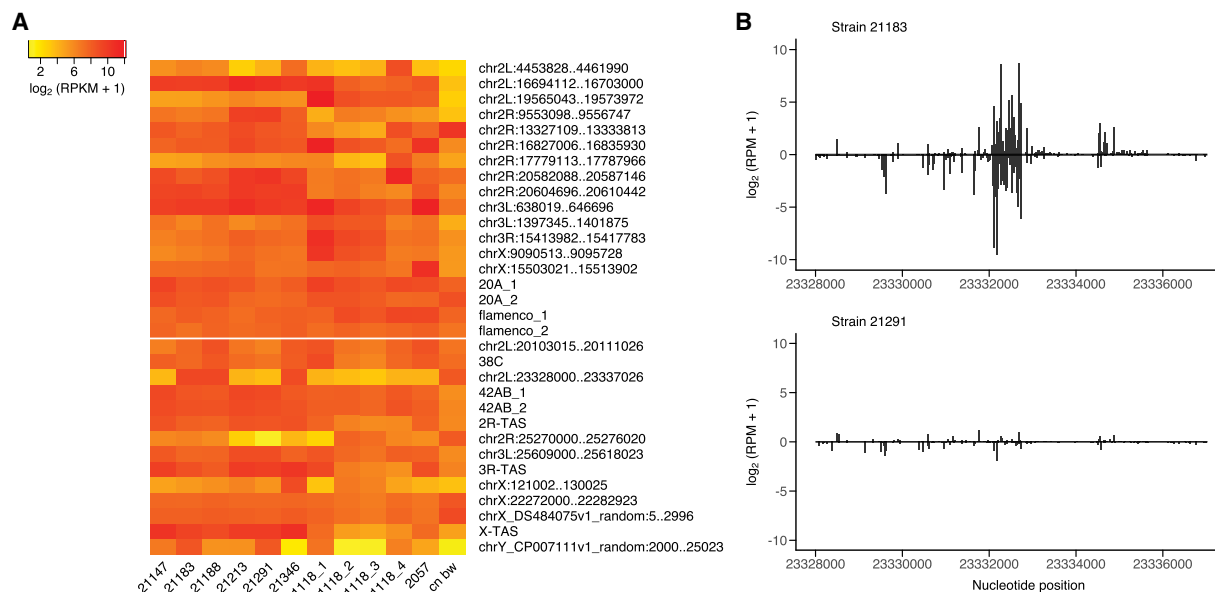 A
2 6 10
log2 (RPKM + 1)
chr2L:4453828..4461990
chr2L:16694112..16703000
chr2L:19565043..19573972
chr2R:9553098..9556747
chr2R:13327109..13333813
chr2R:16827006..16835930
chr2R:17779113..17787966
chr2R:20582088..20587146
chr2R:20604696..20610442
chr3L:638019..646696
chr3L:1397345..1401875
chr3R:15413982..15417783
chrX:9090513..9095728
chrX:15503021..15513902
20A_1
20A_2
flamenco_1
flamenco_2
chr2L:20103015..20111026
38C
chr2L:23328000..23337026
42AB_1
42AB_2
2R-TAS
chr2R:25270000..25276020
chr3L:25609000..25618023
3R-TAS
chrX:121002..130025
chrX:22272000..22282923
chrX_DS484075v1_random:5..2996
X-TAS
chrY_CP007111v1_random:2000..25023
21147 21183 21188 21213 21291 21346 1118_1 1118_2 1118_3 1118_4 2057 cn bw
B
Strain 21183
log2 (RPM + 1)
10
5
0
-5
-10
23328000 23330000 23332000 23334000 23336000
Strain 21291
log2 (RPM + 1)
10
5
0
-5
-10
23328000 23330000 23332000 23334000 23336000
Nucleotide position